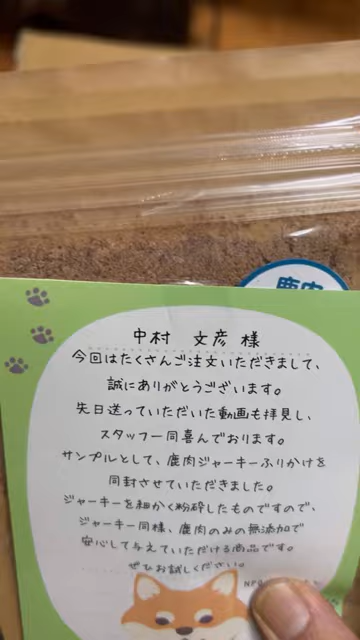 鹿肉
中村 文彦 様
今回はたくさんご注文いただきまして、
誠にありがとうございます。
先日送っていただいた動画も拝見し、
スタッフ一同喜んでおります。
サンプルとして、鹿肉ジャーキーふりかけを
同封させていただきました。
ジャーキーを細かく粉砕したものですので、
ジャーキー同様、鹿肉のみの無添加で
安心して与えていただける商品です。
ぜひお試しください。
NPO